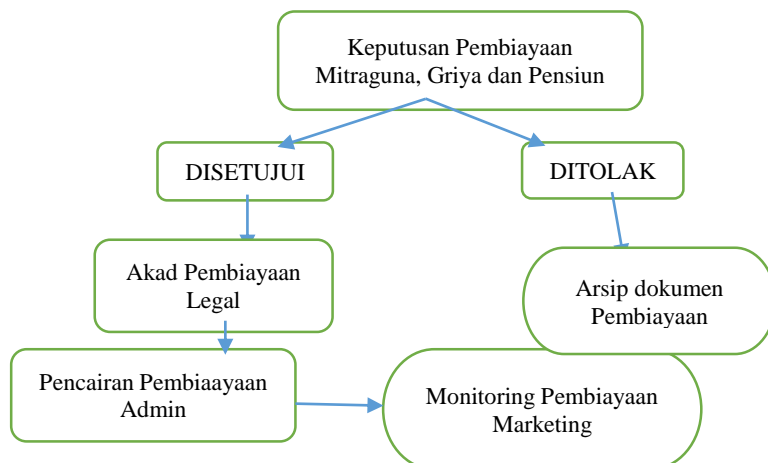 Keputusan Pembiayaan
Mitraguna, Griya dan Pensiun
DISETUJUI
DITOLAK
Akad Pembiayaan
Legal
Arsip dokumen
Pembiayaan
Pencairan Pembiaayaan
Admin
Monitoring Pembiayaan
Marketing